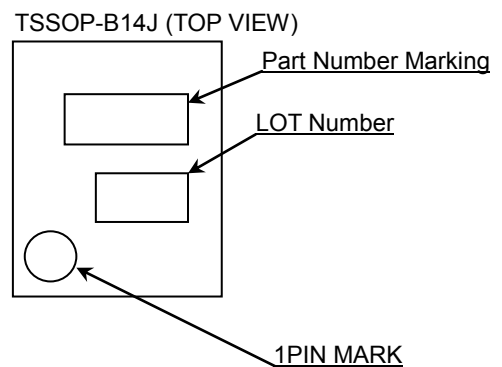 TSSOP-B14J (TOP VIEW)
Part Number Marking
LOT Number
1PIN MARK